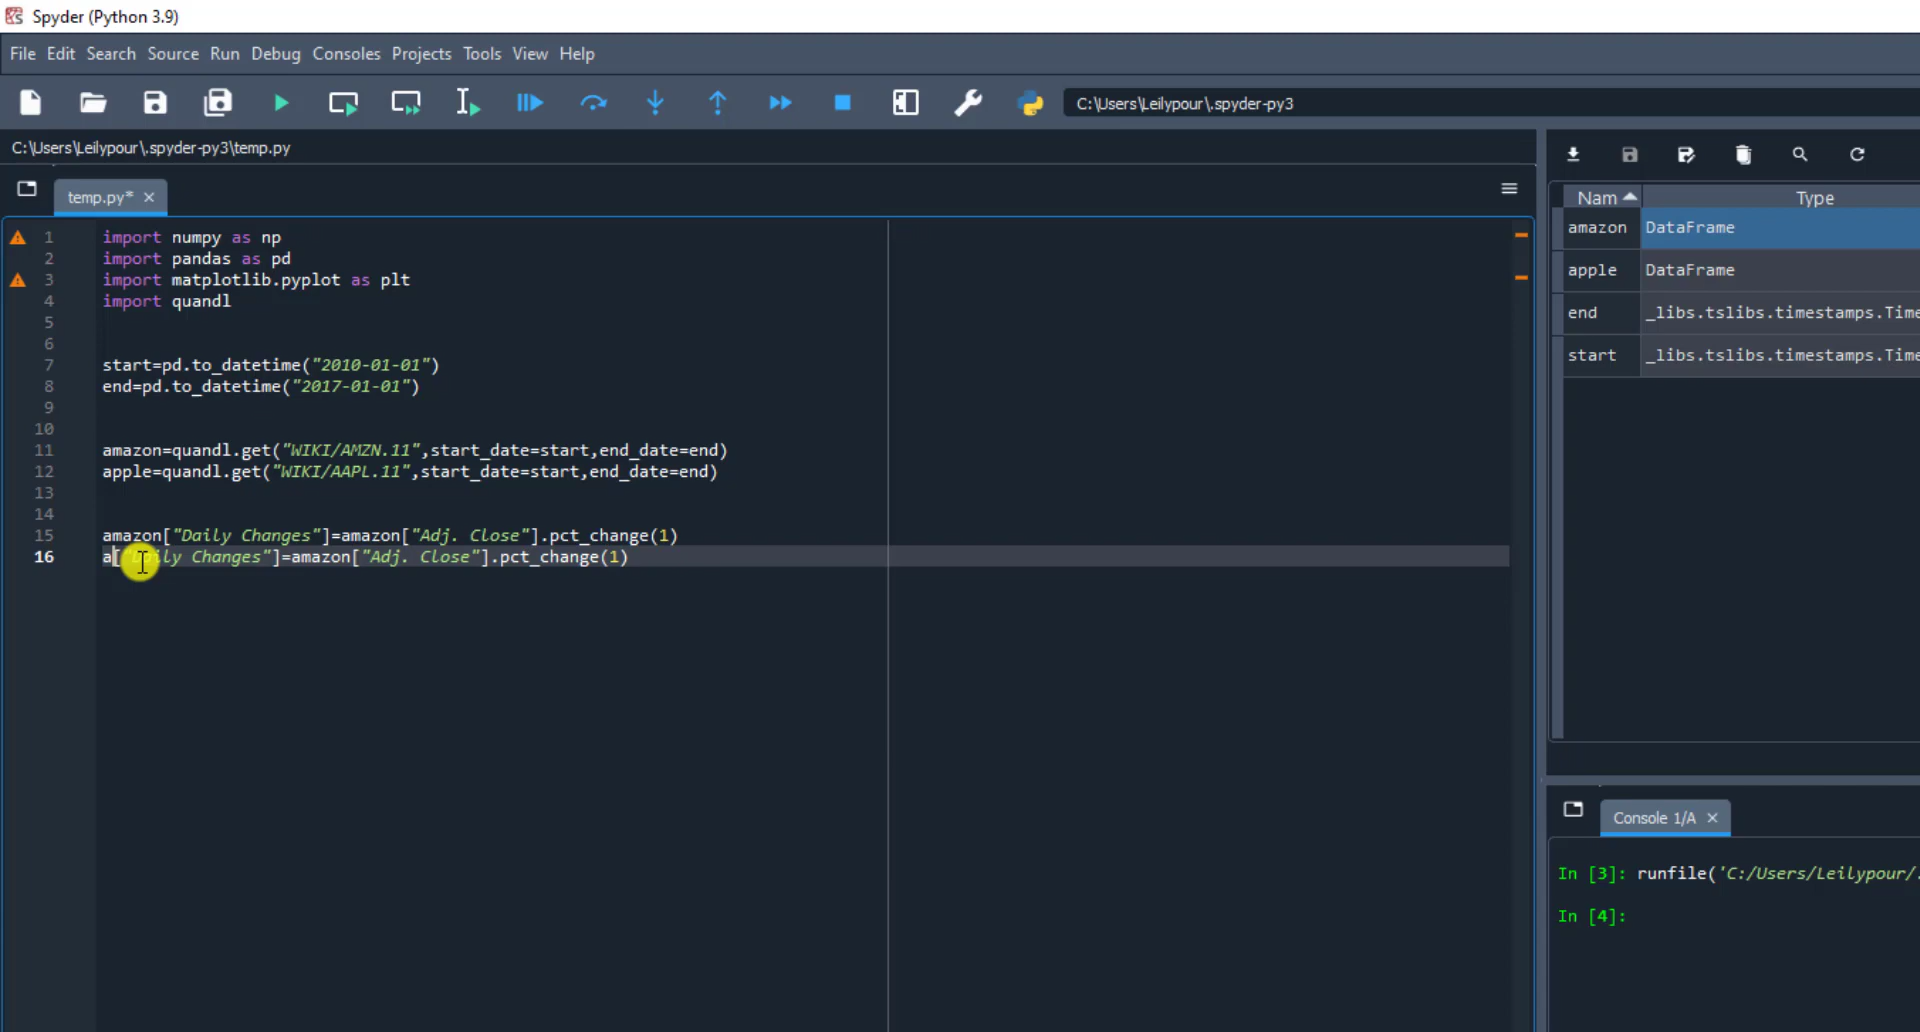 Spyder (Python 3.9)
File Edit Search Source Run Debug Consoles Projects Tools View Help
C:\Users\Leilypour\.spyder-py3
C:\Users\Leilypour\.spyder-py3\temp.py
temp.py*
1 import numpy as np
2 import pandas as pd
3 import matplotlib.pyplot as plt
4 import quandl
5
6
7 start=pd.to_datetime("2010-01-01")
8 end=pd.to_datetime("2017-01-01")
9
10
11 amazon=quandl.get("WIKI/AMZN.11",start_date=start,end_date=end)
12 apple=quandl.get("WIKI/AAPL.11",start_date=start,end_date=end)
13
14
15 amazon["Daily Changes"]=amazon["Adj. Close"].pct_change(1)
16 a["Daily Changes"]=amazon["Adj. Close"].pct_change(1)
Nam Type
amazon DataFrame
apple DataFrame
end _libs.tslibs.timestamps.Time
start _libs.tslibs.timestamps.Time
Console 1/A
In [3]: runfile('C:/Users/Leilypour/.
In [4]: